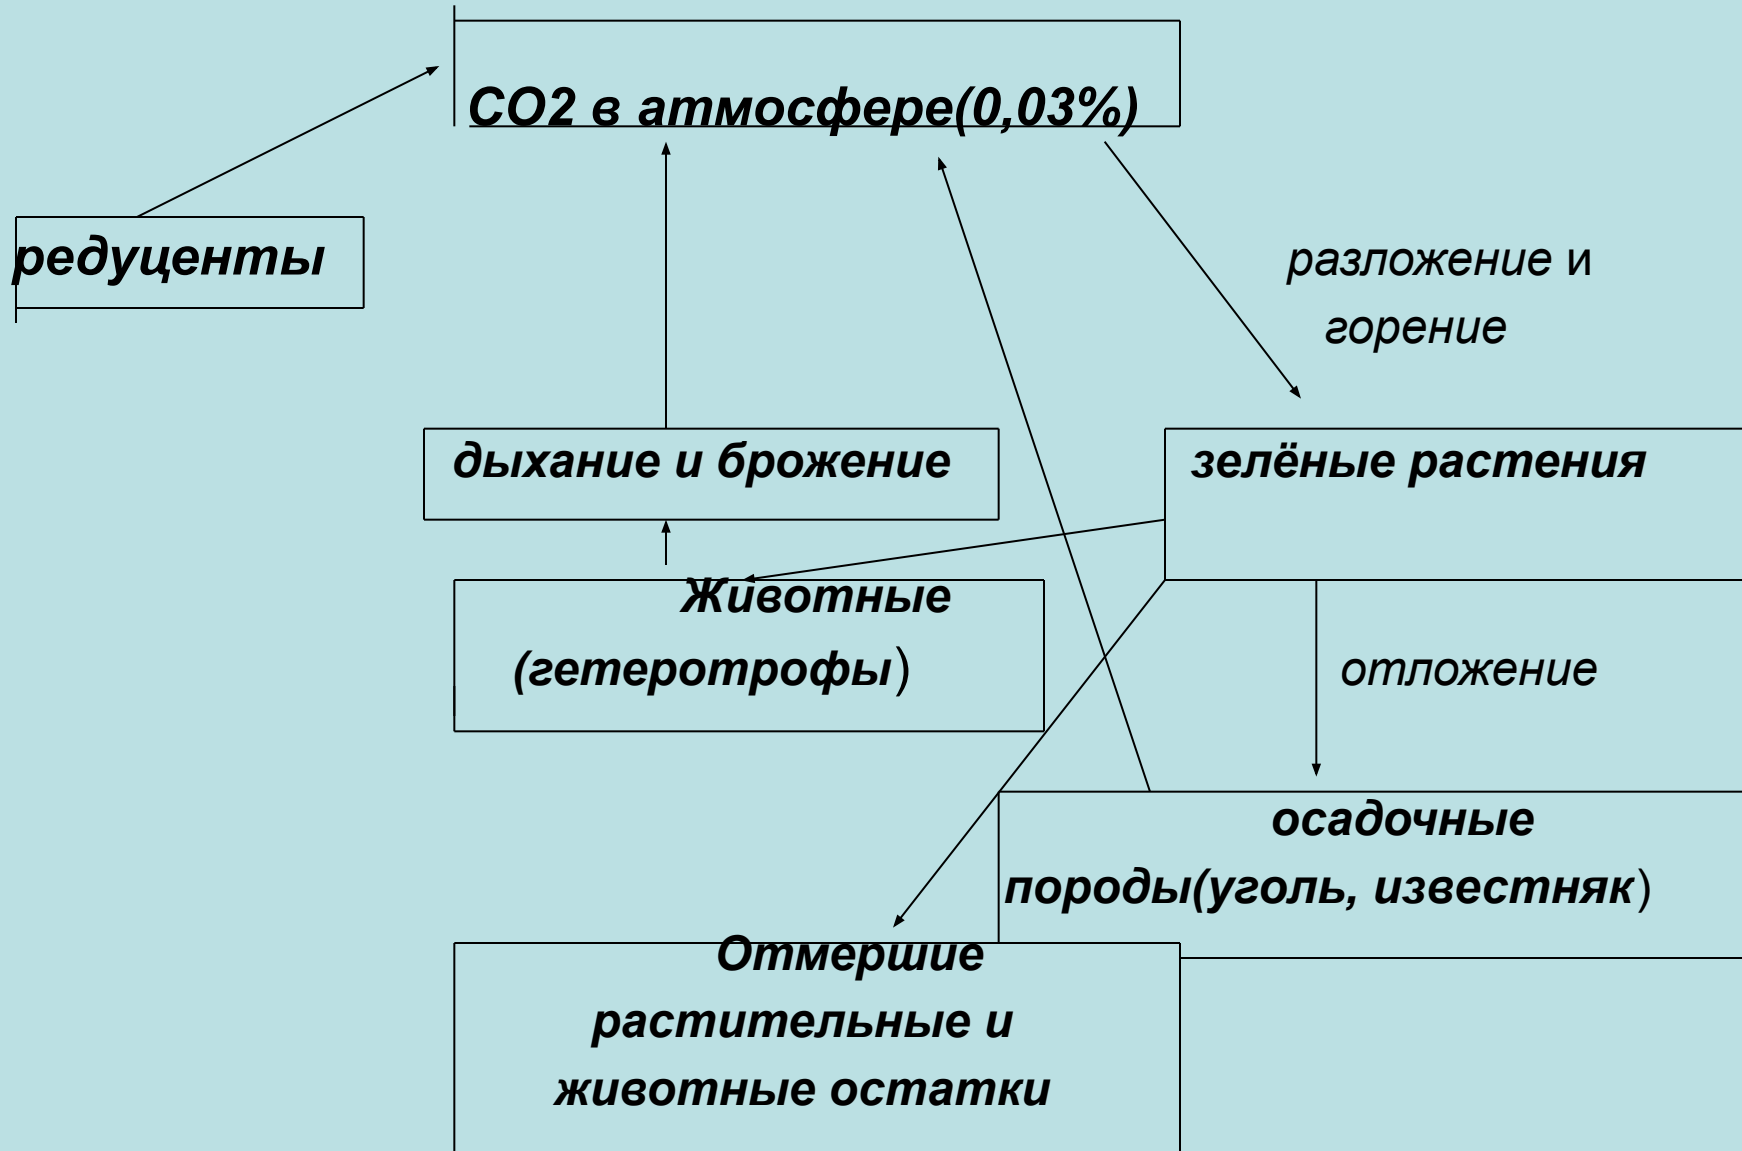 СО2 в атмосфере(0,03%)
редуценты
разложение и
горение
дыхание и брожение
зелёные растения
Животные
(гетеротрофы)
отложение
осадочные
породы(уголь, известняк)
Отмершие
растительные и
животные остатки